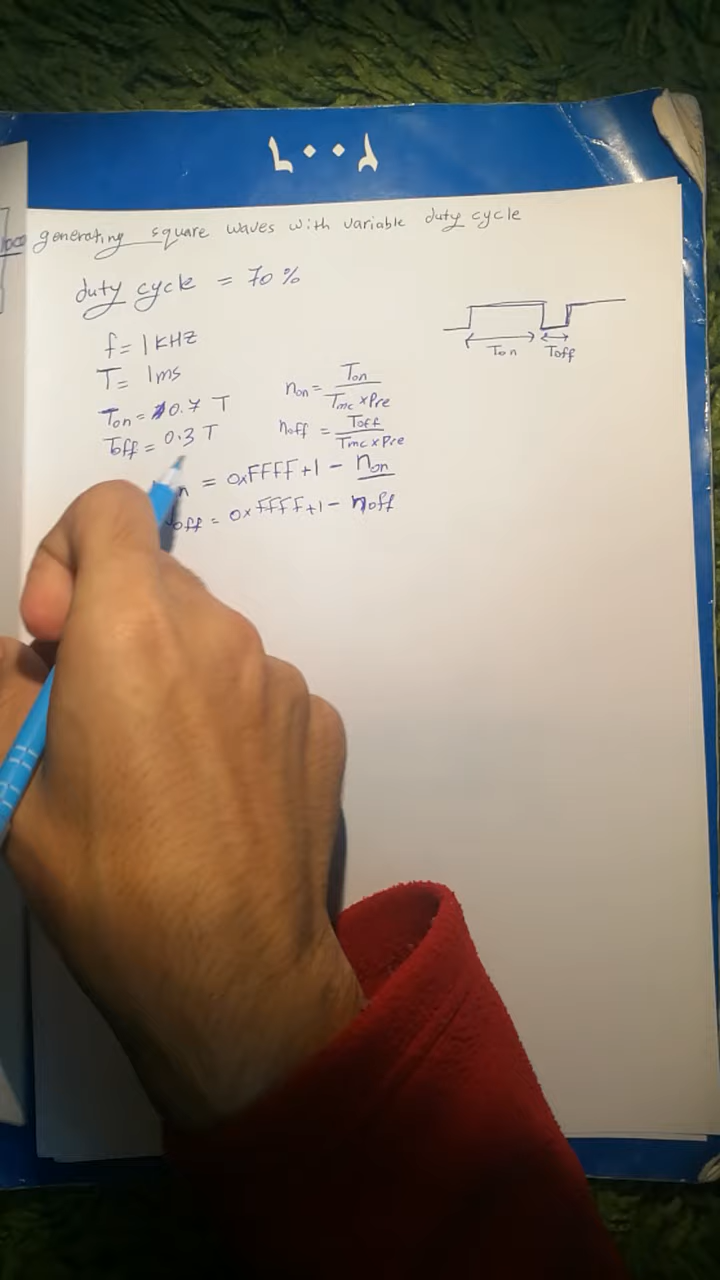 generating square waves with variable duty cycle
duty cycle = 70 %
f = 1 KHZ
T = 1ms
Ton = 0.7 T
Toff = 0.3 T
non = Ton / Tmc x Pre
noff = Toff / Tmc x Pre
n = 0xFFFF + 1 - non
off = 0xFFFF + 1 - noff
Ton Toff